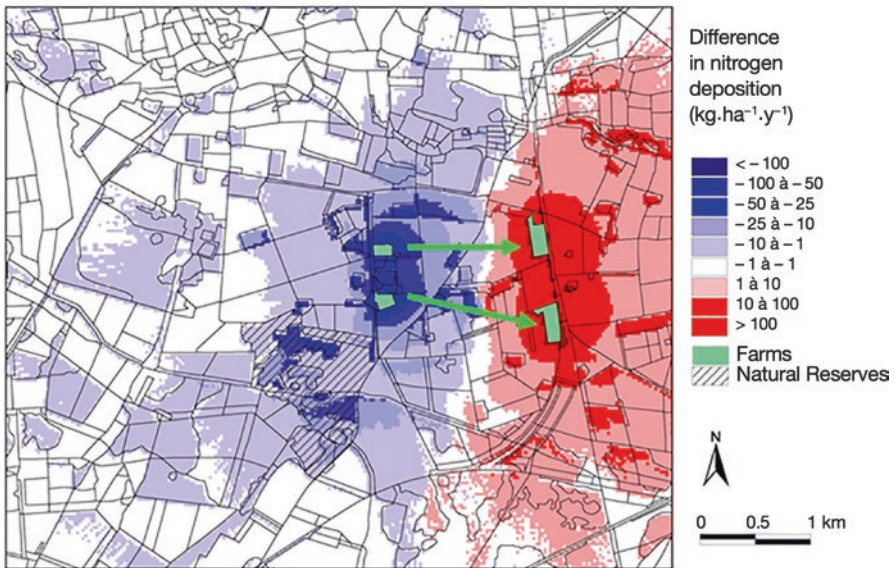 Difference
in nitrogen
deposition
(kg.ha⁻¹.y⁻¹)
< – 100
– 100 à – 50
– 50 à – 25
– 25 à – 10
– 10 à – 1
– 1 à – 1
1 à 10
10 à 100
> 100
Farms
Natural Reserves
N
0 0.5 1 km